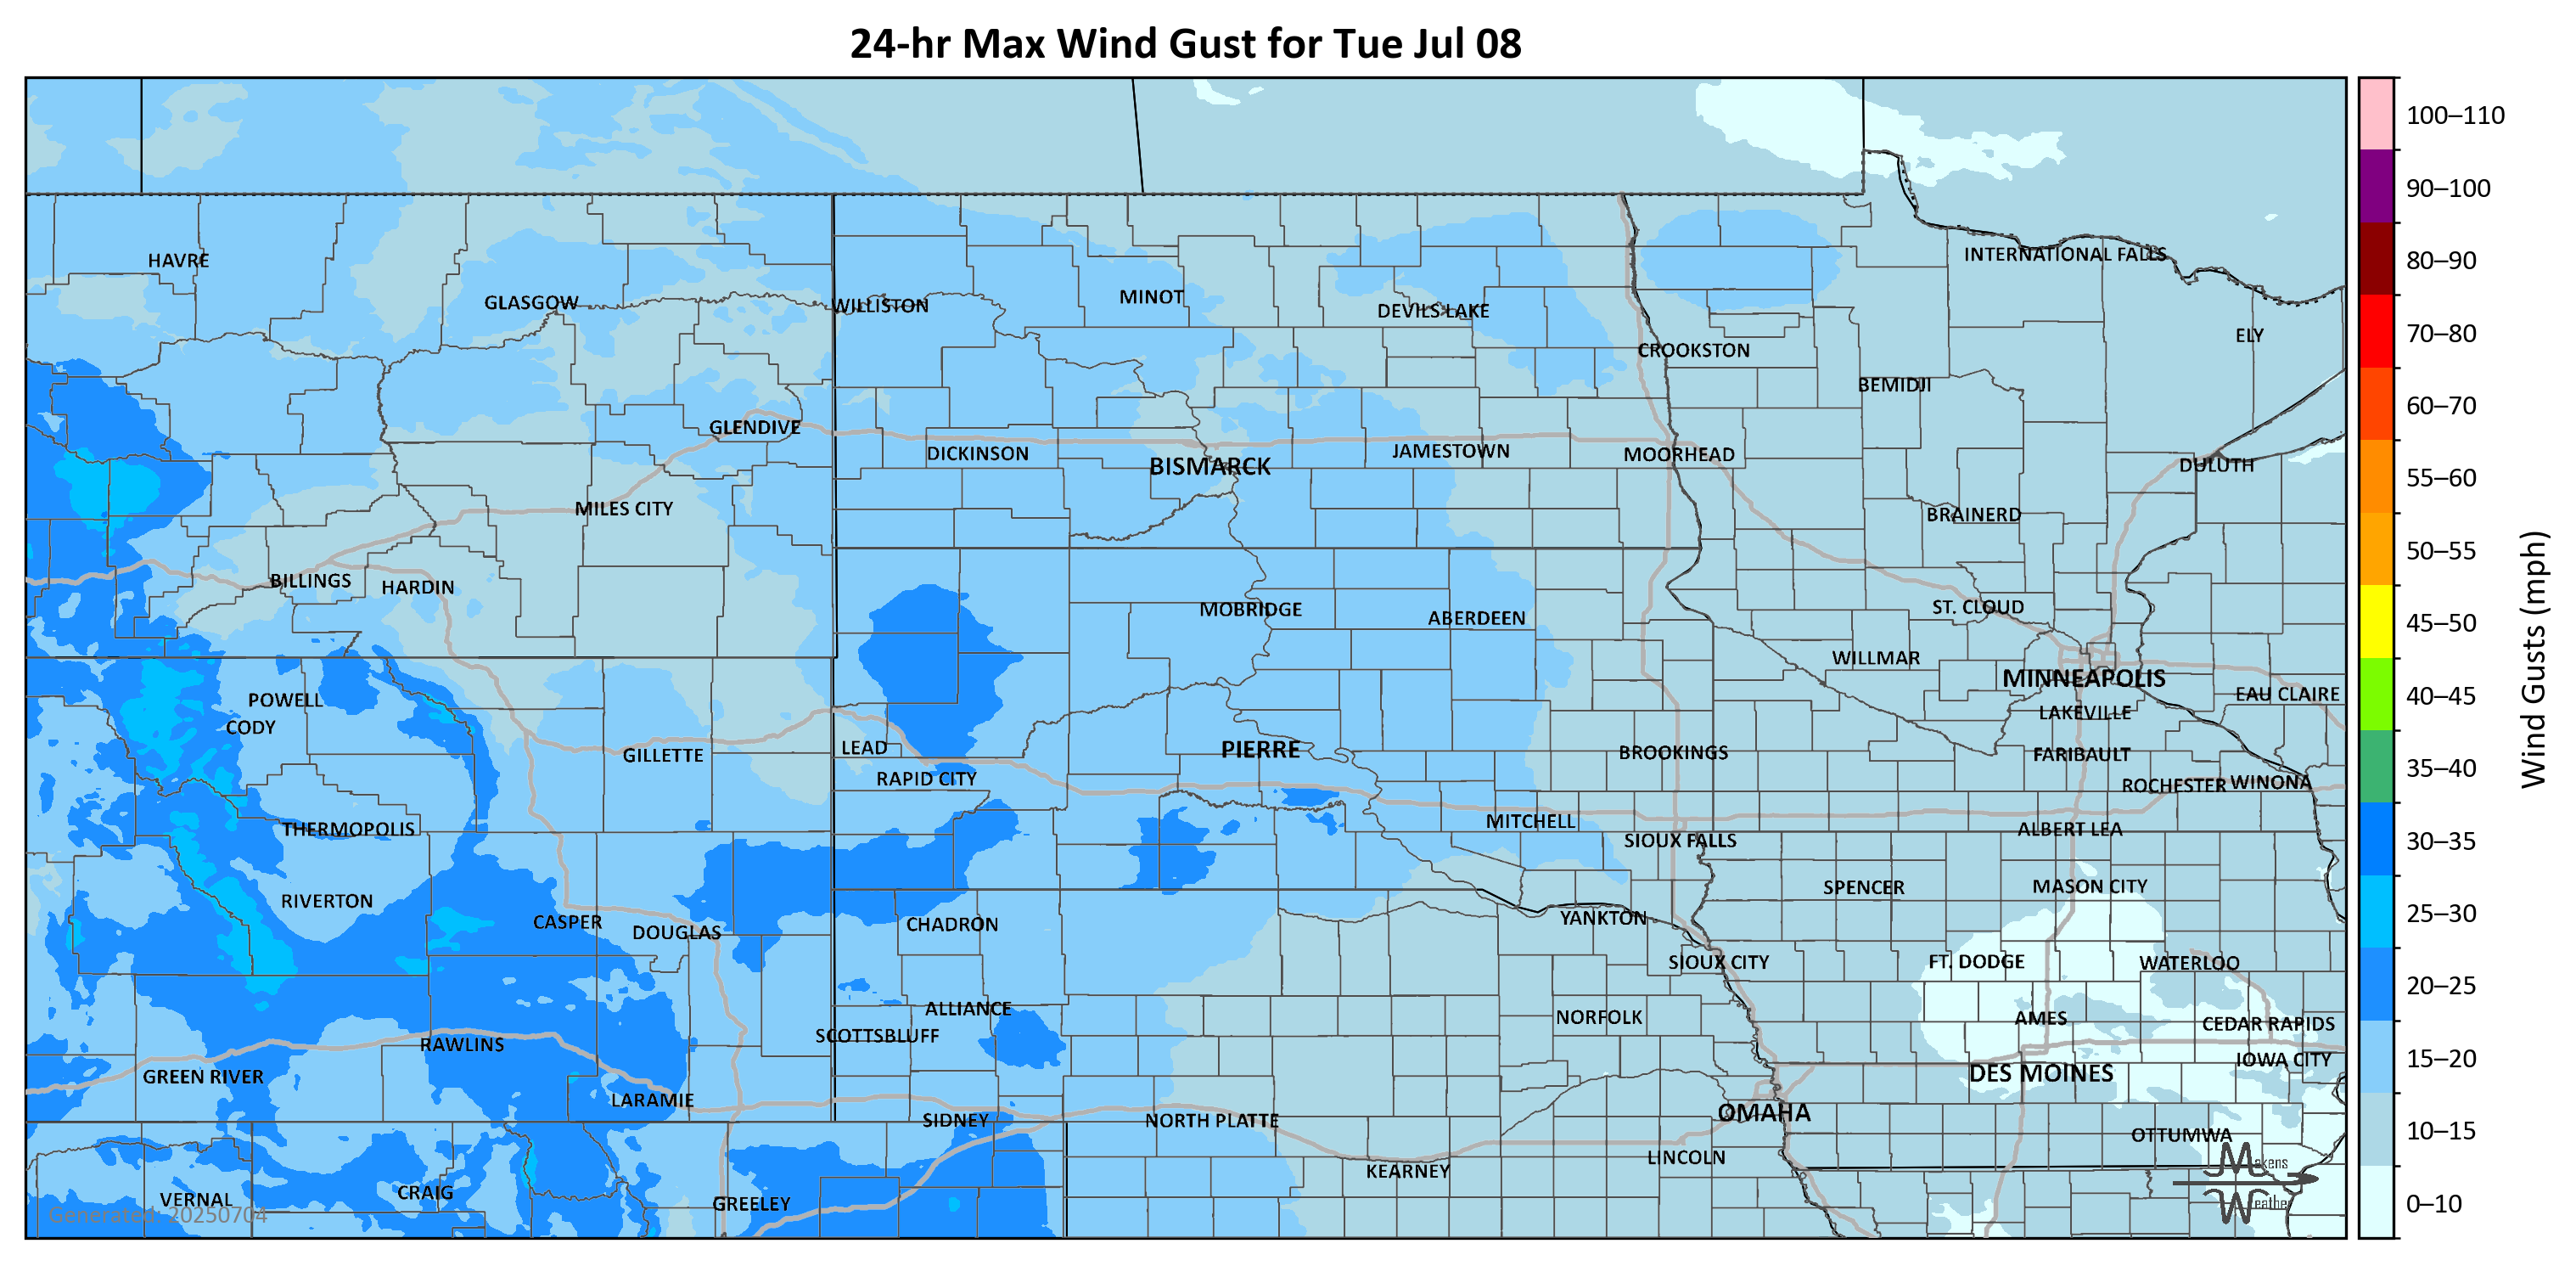 24-hr Max Wind Gust for Tue Jul 08
HAVRE
GLASGOW
WILLISTON
MINOT
DEVILS LAKE
CROOKSTON
INTERNATIONAL FALLS
ELY
BEMIDJI
GLENDIVE
DICKINSON
BISMARCK
JAMESTOWN
MOORHEAD
DULUTH
MILES CITY
BRAINERD
BILLINGS
HARDIN
MOBRIDGE
ABERDEEN
ST. CLOUD
WILLMAR
MINNEAPOLIS
EAU CLAIRE
LAKEVILLE
POWELL
CODY
GILLETTE
LEAD
RAPID CITY
PIERRE
BROOKINGS
FARIBAULT
ROCHESTER
WINONA
THERMOPOLIS
MITCHELL
SIOUX FALLS
ALBERT LEA
RIVERTON
CASPER
DOUGLAS
CHADRON
YANKTON
SPENCER
MASON CITY
SIOUX CITY
FT. DODGE
WATERLOO
ALLIANCE
SCOTTSBLUFF
NORFOLK
AMES
CEDAR RAPIDS
RAWLINS
IOWA CITY
GREEN RIVER
DES MOINES
LARAMIE
SIDNEY
NORTH PLATTE
OMAHA
OTTUMWA
KEARNEY
LINCOLN
VERNAL
CRAIG
GREELEY
Generated: 20250704
Makens
Weather
100–110
90–100
80–90
70–80
60–70
55–60
50–55
45–50
40–45
35–40
30–35
25–30
20–25
15–20
10–15
0–10
Wind Gusts (mph)